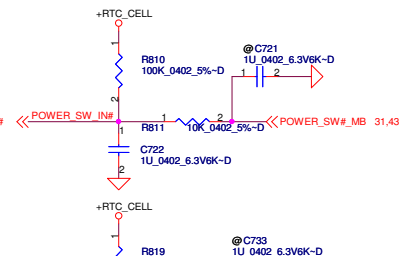 +RTC_CELL
1
R810
100K_0402_5%~D
2
@C721
1U_0402_6.3V6K~D
1 2
#
POWER_SW_IN#
1 2
R811 10K_0402_5%~D
POWER_SW#_MB 31,43
1
C722
1U_0402_6.3V6K~D
2
+RTC_CELL
1
R819
@C733
1U_0402_6.3V6K~D